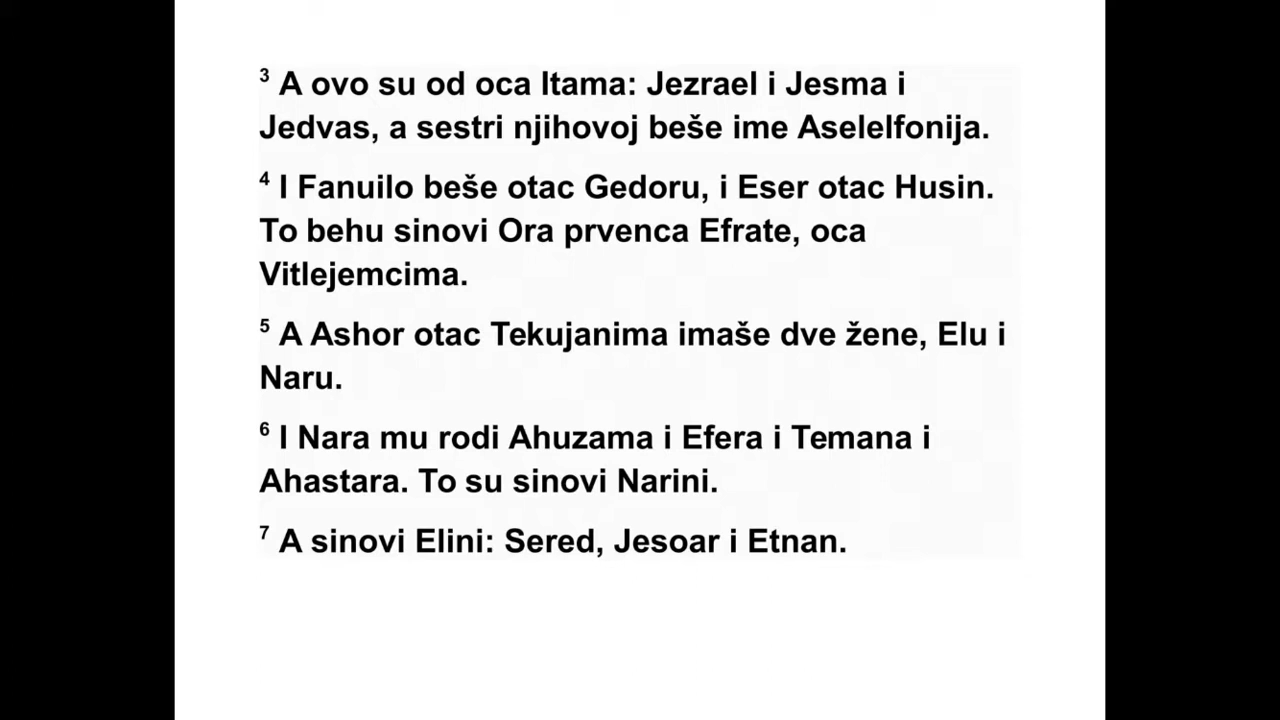 3 A ovo su od oca Itama: Jezrael i Jesma i
Jedvas, a sestri njihovoj beše ime Aselelfonija.
4 I Fanuilo beše otac Gedoru, i Eser otac Husin.
To behu sinovi Ora prvenca Efrate, oca
Vitlejemcima.
5 A Ashor otac Tekujanima imaše dve žene, Elu i
Naru.
6 I Nara mu rodi Ahuzama i Efera i Temana i
Ahastara. To su sinovi Narini.
7 A sinovi Elini: Sered, Jesoar i Etnan.